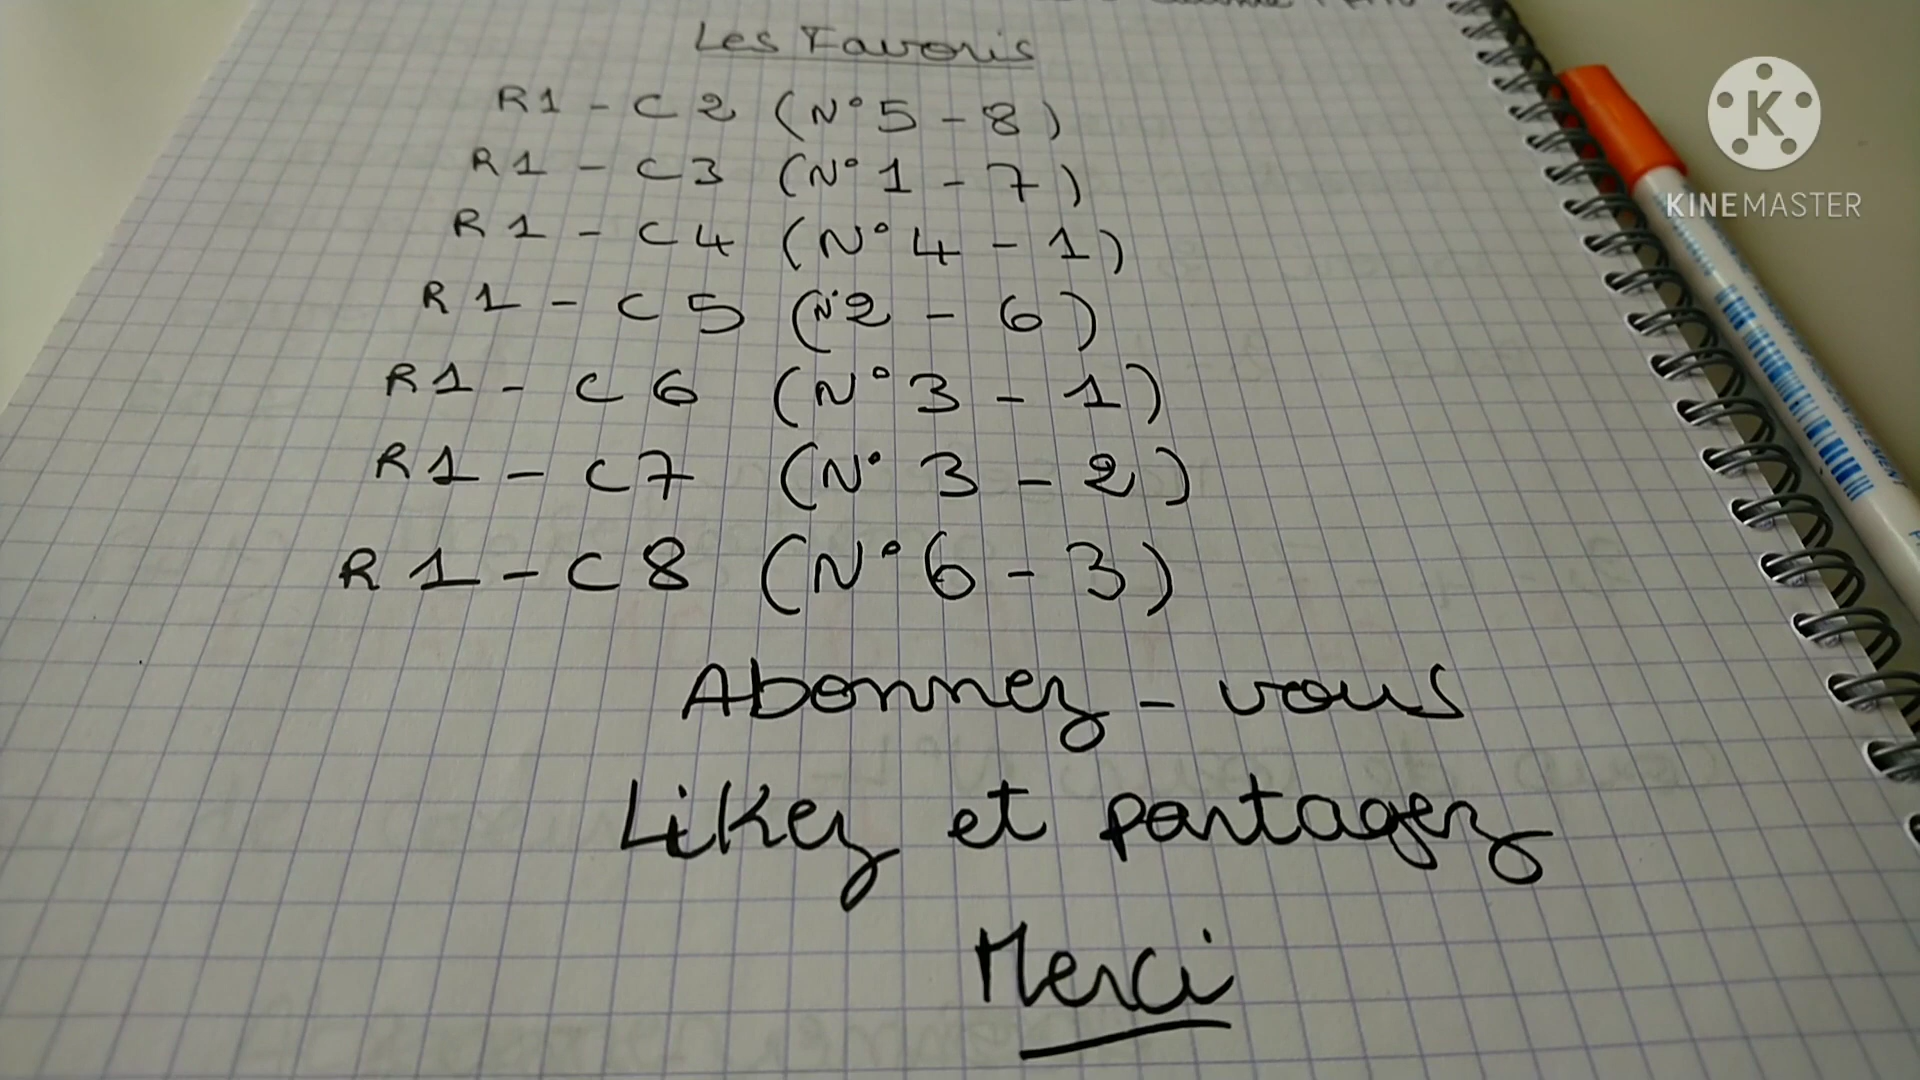 Les Favoris
R1 - C2 (N° 5 - 8)
R1 - C3 (N° 1 - 7)
R1 - C4 (N° 4 - 1)
R1 - C5 (N° 2 - 6)
R1 - C6 (N° 3 - 1)
R1 - C7 (N° 3 - 2)
R1 - C8 (N° 6 - 3)
Abonnez - vous
Likez et partagez
Merci
K
KINEMASTER